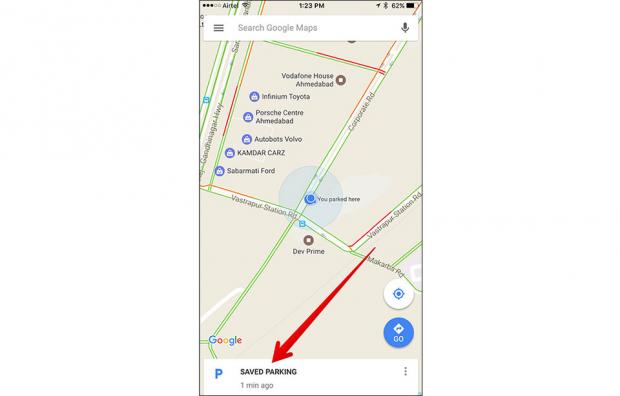 Airtel 1:23 PM 62%
Search Google Maps
Vodafone House
Ahmedabad
Infinium Toyota
Porsche Centre
Ahmedabad
Corporate Rd
Autobots Volvo
KAMDAR CARZ
Gandhinagar Hwy
Sabarmati Ford
You parked here
Vastrapur Station Rd
Vastrapur Station Rd
Dev Prime
Makarba Rd
GO
Google
P SAVED PARKING
1 min ago